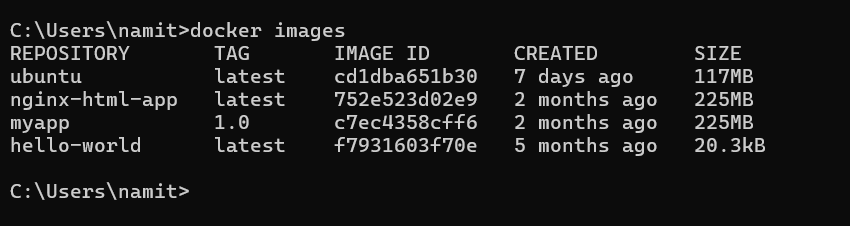 C:\Users\namit>docker images
REPOSITORY       TAG       IMAGE ID       CREATED        SIZE
ubuntu           latest    cd1dba651b30   7 days ago     117MB
nginx-html-app   latest    752e523d02e9   2 months ago   225MB
myapp            1.0       c7ec4358cff6   2 months ago   225MB
hello-world      latest    f7931603f70e   5 months ago   20.3kB
C:\Users\namit>